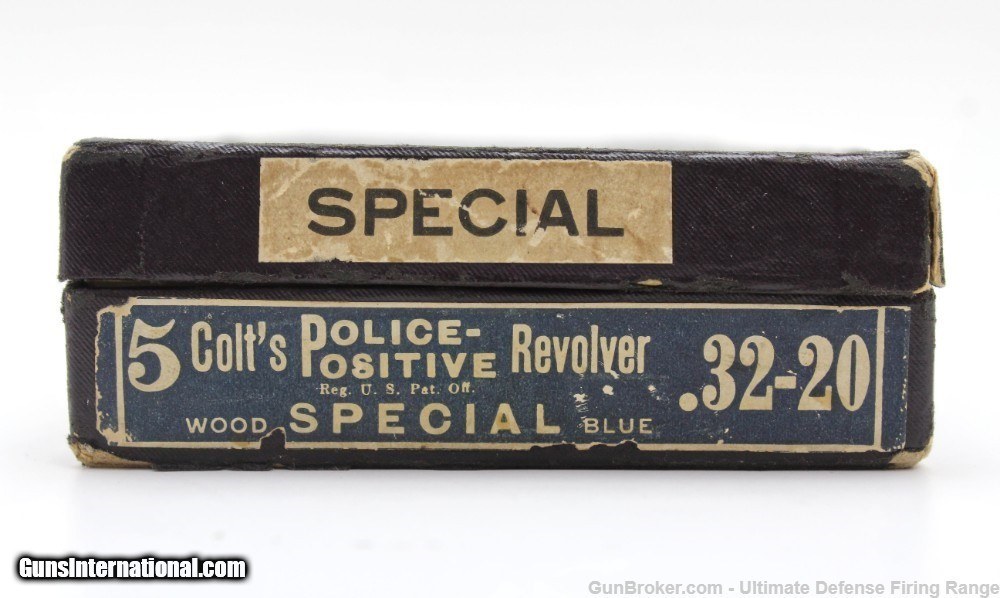 SPECIAL
5 Colt's POLICE-POSITIVE Revolver .32-20
Reg. U. S. Pat. Off.
WOOD SPECIAL BLUE
GunsInternational.com
GunBroker.com - Ultimate Defense Firing Range